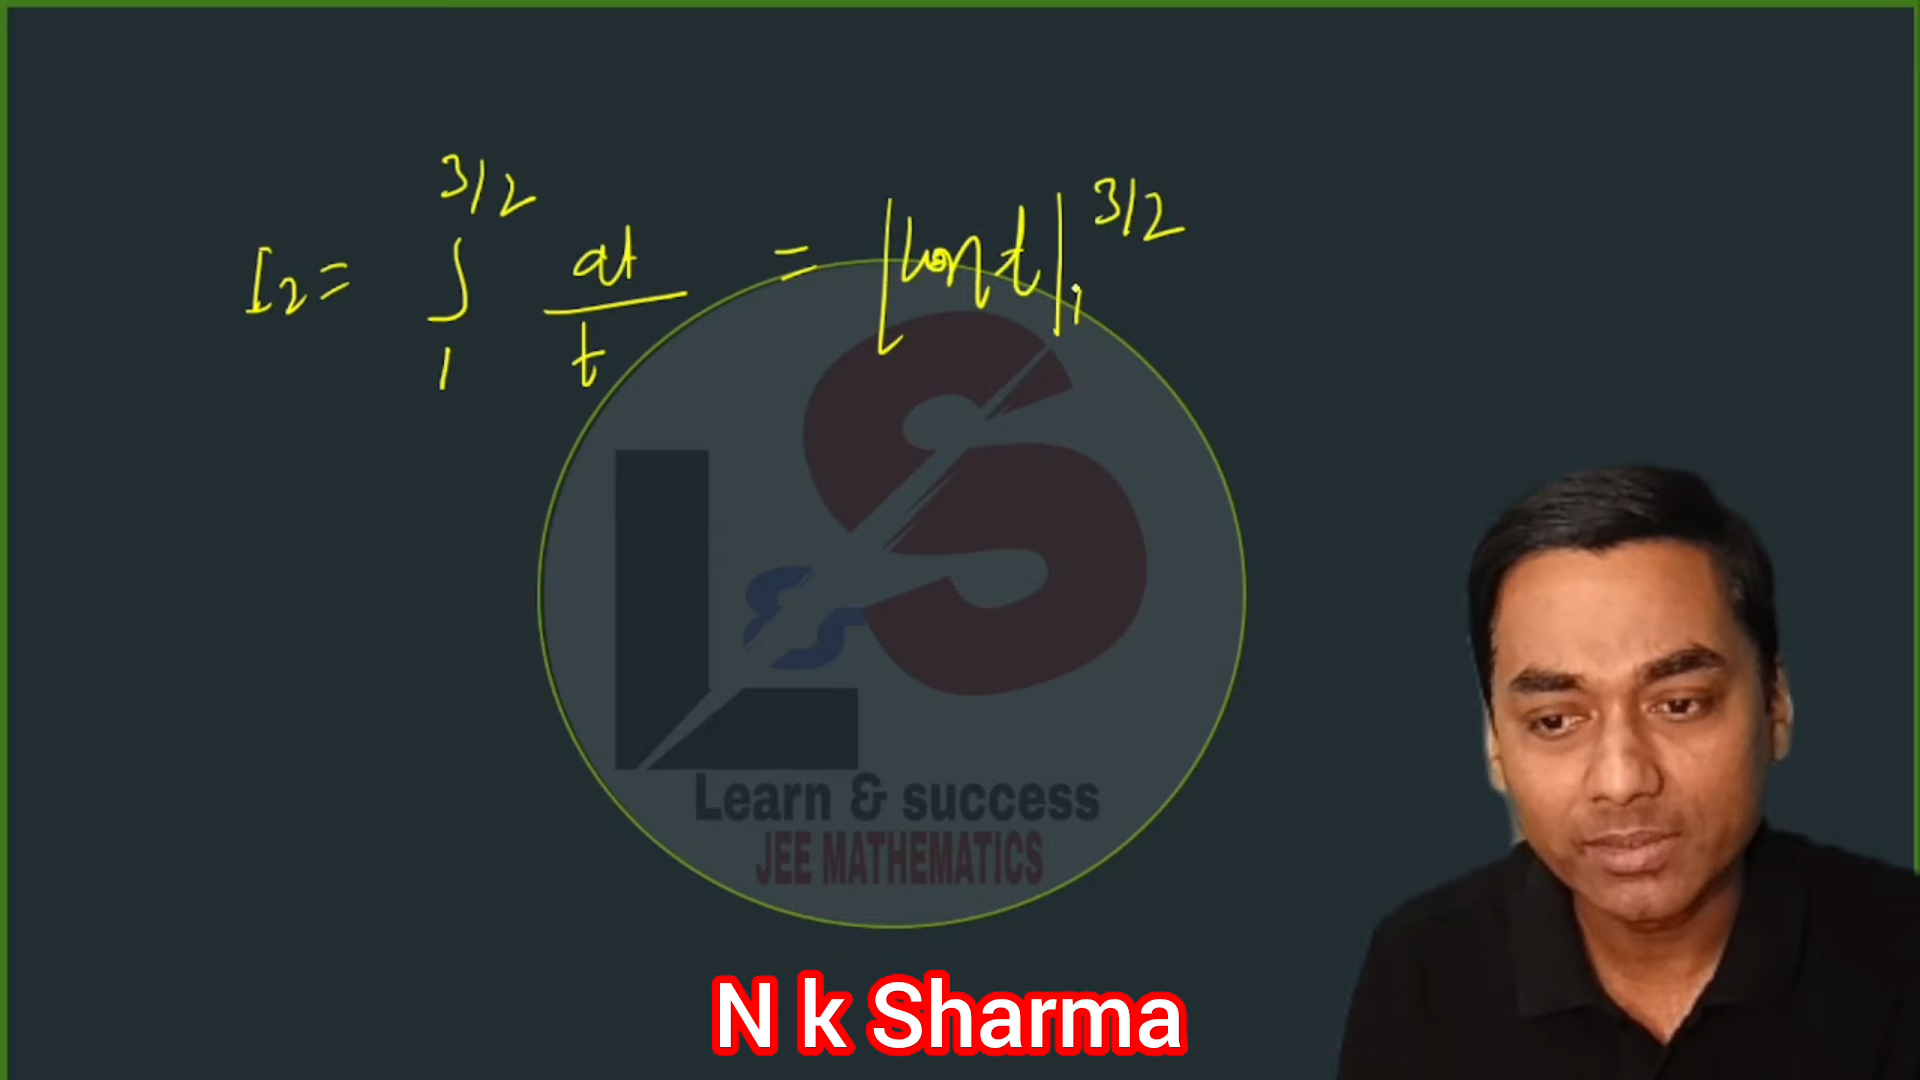 I₂ = ∫₁^{3/2} dt/t = |ln t|₁^{3/2}
Learn & success
JEE MATHEMATICS
N k Sharma